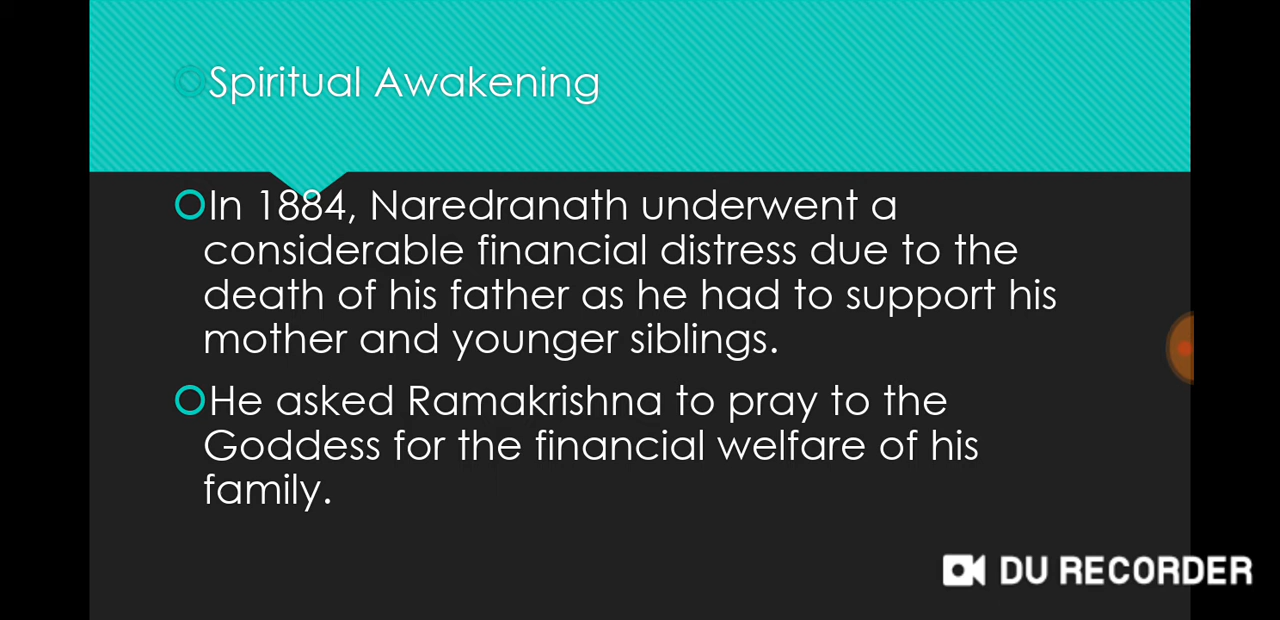 Spiritual Awakening
In 1884, Naredranath underwent a
considerable financial distress due to the
death of his father as he had to support his
mother and younger siblings.
He asked Ramakrishna to pray to the
Goddess for the financial welfare of his
family.
DU RECORDER